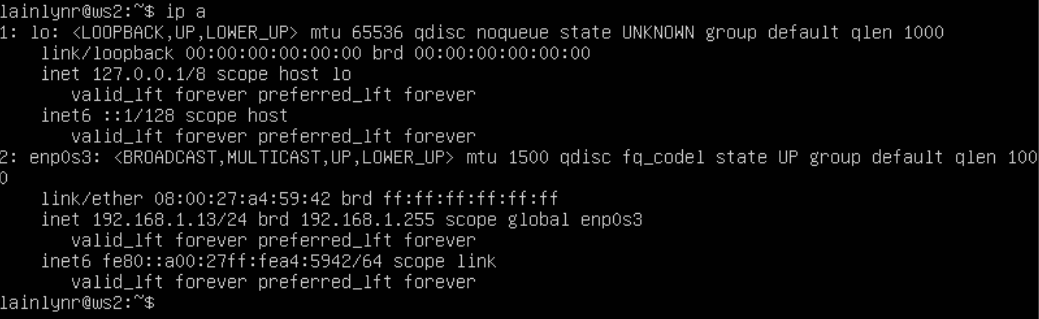 lainlynr@ws2:~$ ip a
1: lo: <LOOPBACK,UP,LOWER_UP> mtu 65536 qdisc noqueue state UNKNOWN group default qlen 1000
    link/loopback 00:00:00:00:00:00 brd 00:00:00:00:00:00
    inet 127.0.0.1/8 scope host lo
       valid_lft forever preferred_lft forever
    inet6 ::1/128 scope host
       valid_lft forever preferred_lft forever
2: enp0s3: <BROADCAST,MULTICAST,UP,LOWER_UP> mtu 1500 qdisc fq_codel state UP group default qlen 100
0
    link/ether 08:00:27:a4:59:42 brd ff:ff:ff:ff:ff:ff
    inet 192.168.1.13/24 brd 192.168.1.255 scope global enp0s3
       valid_lft forever preferred_lft forever
    inet6 fe80::a00:27ff:fea4:5942/64 scope link
       valid_lft forever preferred_lft forever
lainlynr@ws2:~$